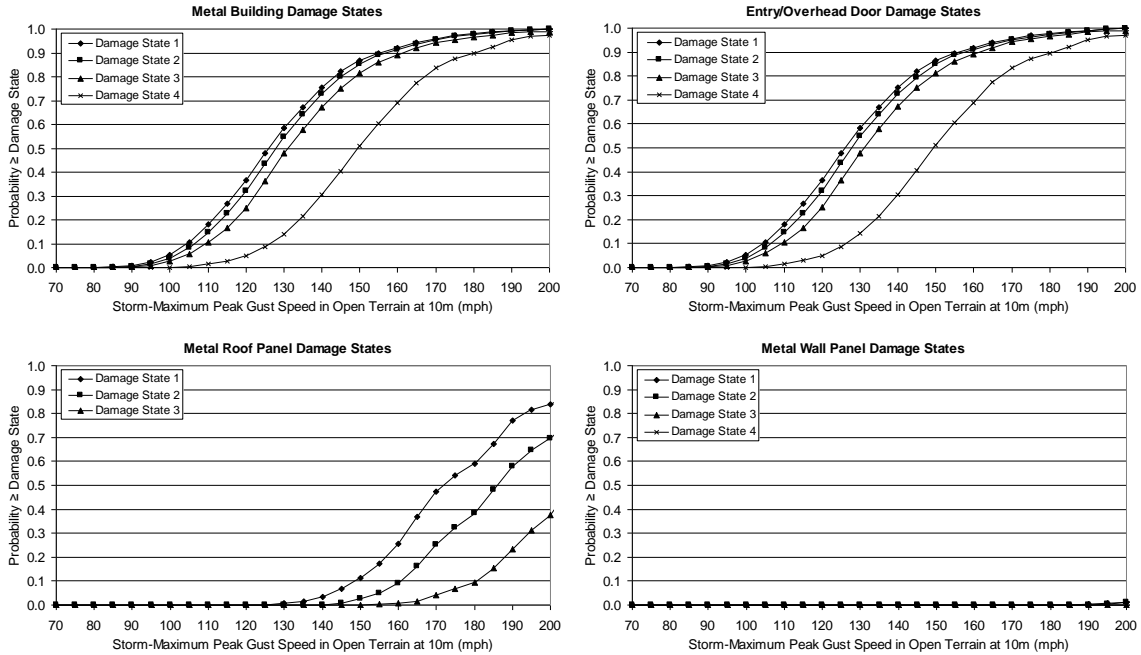 Metal Building Damage States
Probability ≥ Damage State
1.0
0.9
0.8
0.7
0.6
0.5
0.4
0.3
0.2
0.1
0.0
Damage State 1
Damage State 2
Damage State 3
Damage State 4
70 80 90 100 110 120 130 140 150 160 170 180 190 200
Storm-Maximum Peak Gust Speed in Open Terrain at 10m (mph)
Entry/Overhead Door Damage States
Probability ≥ Damage State
1.0
0.9
0.8
0.7
0.6
0.5
0.4
0.3
0.2
0.1
0.0
Damage State 1
Damage State 2
Damage State 3
Damage State 4
70 80 90 100 110 120 130 140 150 160 170 180 190 200
Storm-Maximum Peak Gust Speed in Open Terrain at 10m (mph)
Metal Roof Panel Damage States
Probability ≥ Damage State
1.0
0.9
0.8
0.7
0.6
0.5
0.4
0.3
0.2
0.1
0.0
Damage State 1
Damage State 2
Damage State 3
70 80 90 100 110 120 130 140 150 160 170 180 190 200
Storm-Maximum Peak Gust Speed in Open Terrain at 10m (mph)
Metal Wall Panel Damage States
Probability ≥ Damage State
1.0
0.9
0.8
0.7
0.6
0.5
0.4
0.3
0.2
0.1
0.0
Damage State 1
Damage State 2
Damage State 3
Damage State 4
70 80 90 100 110 120 130 140 150 160 170 180 190 200
Storm-Maximum Peak Gust Speed in Open Terrain at 10m (mph)